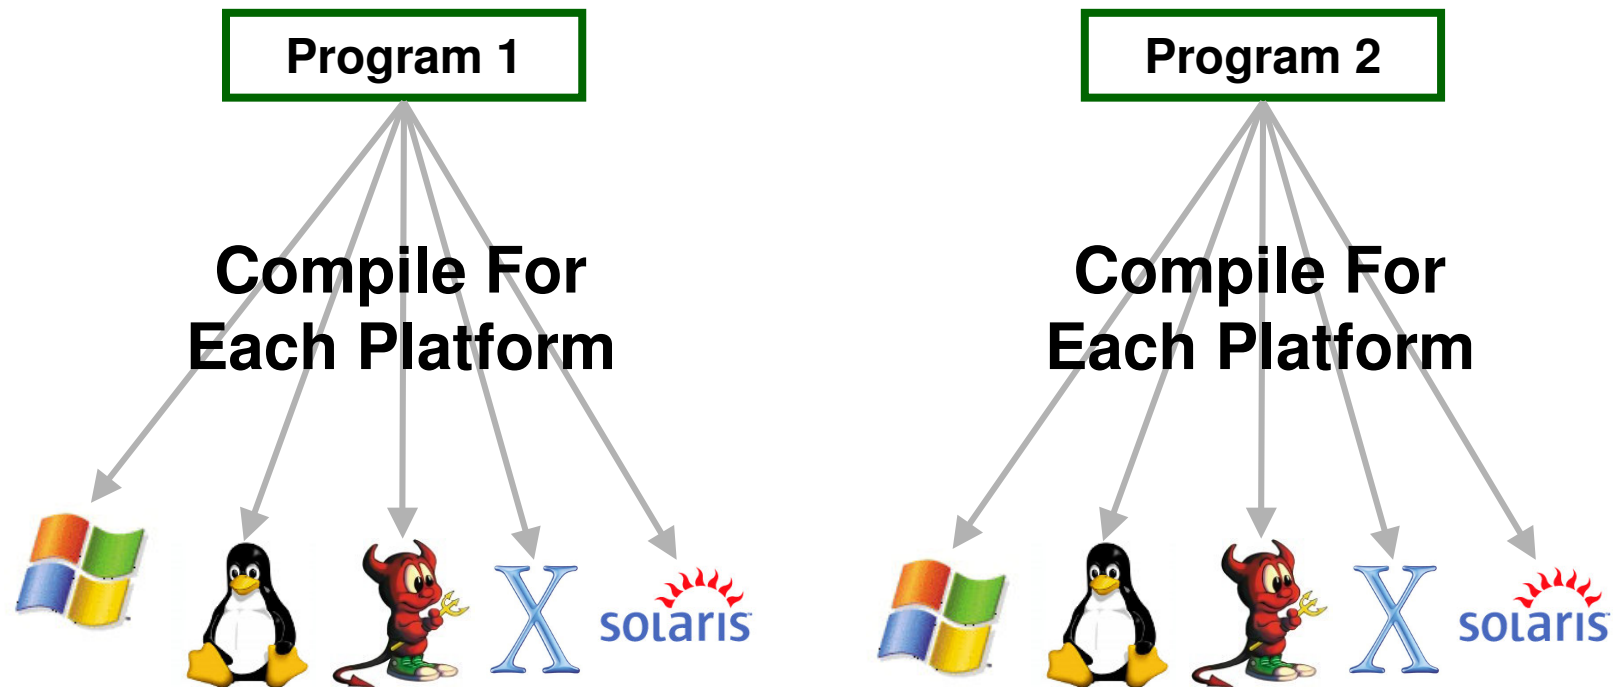 Program 1
Program 2
Compile For
Each Platform
Compile For
Each Platform
X
solaris
X
solaris